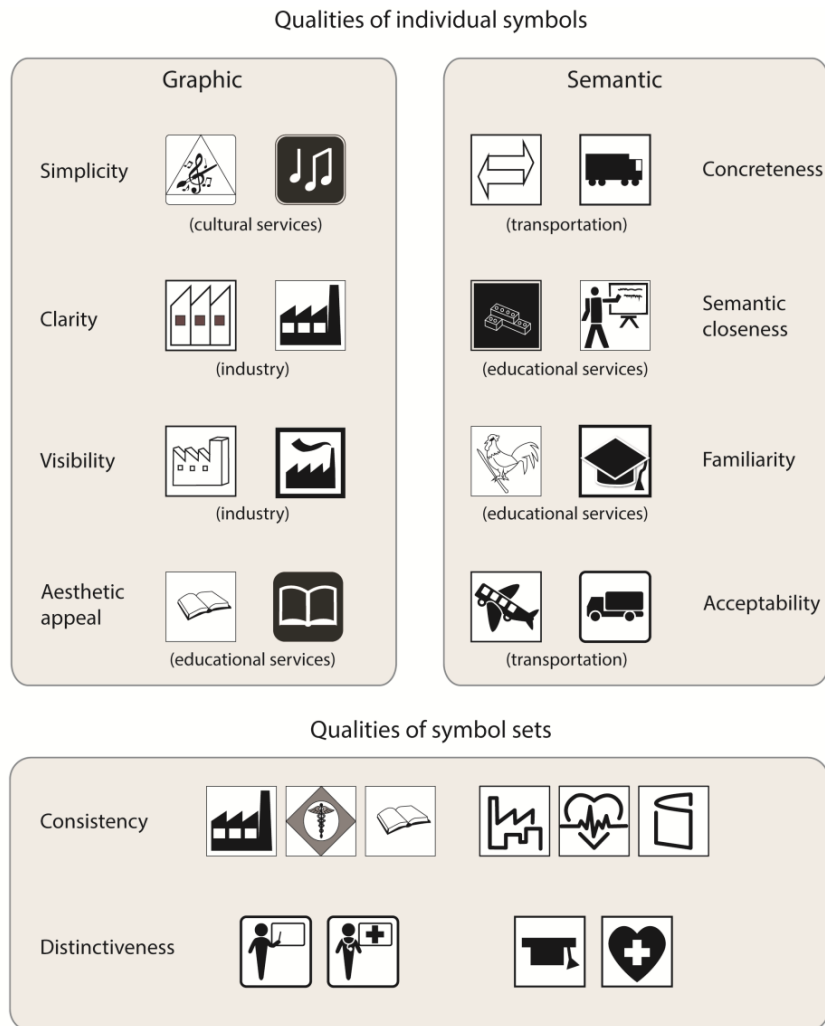 Qualities of individual symbols
Graphic
Simplicity
(cultural services)
Clarity
(industry)
Visibility
(industry)
Aesthetic
appeal
(educational services)
Semantic
Concreteness
(transportation)
Semantic
closeness
(educational services)
Familiarity
(educational services)
Acceptability
(transportation)
Qualities of symbol sets
Consistency
Distinctiveness